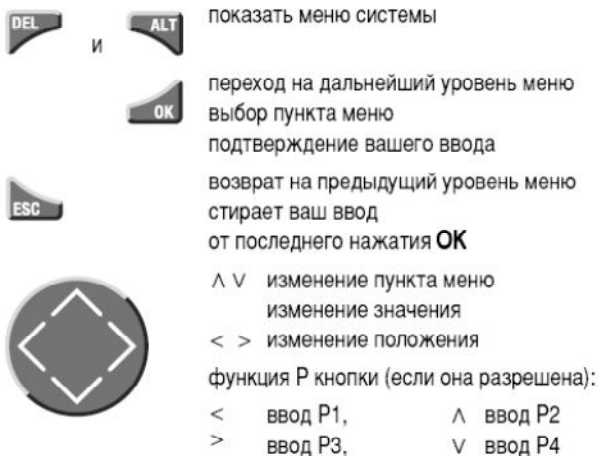 DEL и ALT показать меню системы
OK переход на дальнейший уровень меню
выбор пункта меню
подтверждение вашего ввода
ESC возврат на предыдущий уровень меню
стирает ваш ввод
от последнего нажатия OK
∧ ∨ изменение пункта меню
изменение значения
< > изменение положения
функция P кнопки (если она разрешена):
< ввод P1, ∧ ввод P2
> ввод P3, ∨ ввод P4